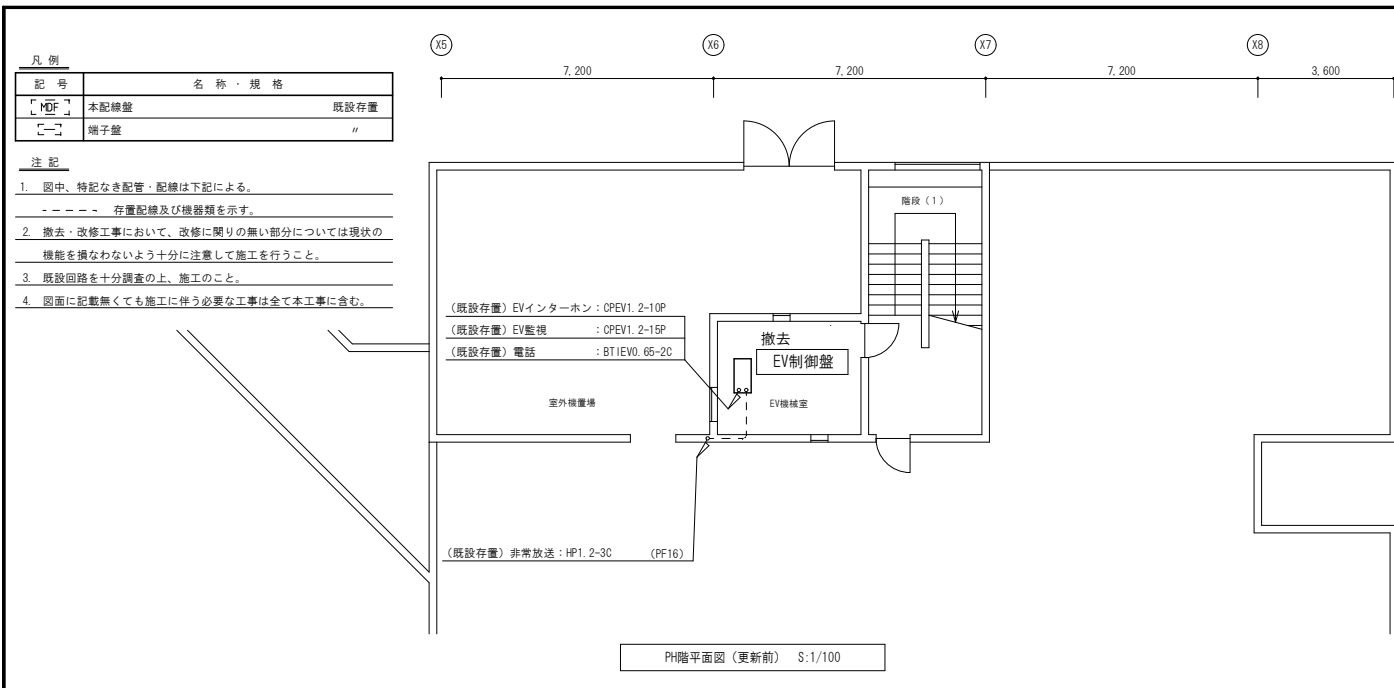 凡例
記号 名称・規格
MDF 本配線盤 既設存置
端子盤 〃
注記
1. 図中、特記なき配管・配線は下記による。
存置配線及び機器類を示す。
2. 撤去・改修工事において、改修に関りの無い部分については現状の
機能を損なわないよう十分に注意して施工を行うこと。
3. 既設回路を十分調査の上、施工のこと。
4. 図面に記載無くても施工に伴う必要な工事は全て本工事に含む。
X5 X6 X7 X8
7,200 7,200 7,200 3,600
階段(1)
(既設存置)EVインターホン:CPEV1.2-10P
(既設存置)EV監視 :CPEV1.2-15P
(既設存置)電話 :BTIEV0.65-2C
撤去
EV制御盤
室外機置場
EV機械室
(既設存置)非常放送:HP1.2-3C (PF16)
PH階平面図(更新前) S:1/100